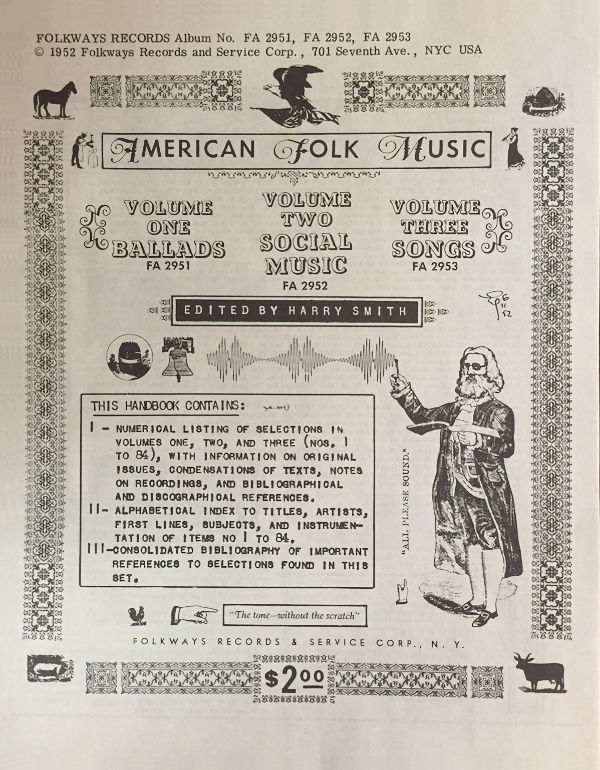 FOLKWAYS RECORDS Album No. FA 2951, FA 2952, FA 2953
© 1952 Folkways Records and Service Corp., 701 Seventh Ave., NYC USA
AMERICAN FOLK MUSIC
VOLUME
ONE
BALLADS
FA 2951
VOLUME
TWO
SOCIAL
MUSIC
FA 2952
VOLUME
THREE
SONGS
FA 2953
EDITED BY HARRY SMITH
THIS HANDBOOK CONTAINS:
I - NUMERICAL LISTING OF SELECTIONS IN
VOLUMES ONE, TWO, AND THREE (NOS. 1
TO 84), WITH INFORMATION ON ORIGINAL
ISSUES, CONDENSATIONS OF TEXTS, NOTES
ON RECORDINGS, AND BIBLIOGRAPHICAL
AND DISCOGRAPHICAL REFERENCES.
II- ALPHABETICAL INDEX TO TITLES, ARTISTS,
FIRST LINES, SUBJECTS, AND INSTRUMEN-
TATION OF ITEMS NO 1 TO 84.
III-CONSOLIDATED BIBLIOGRAPHY OF IMPORTANT
REFERENCES TO SELECTIONS FOUND IN THIS
SET.
"ALL PLEASE SOUND."
"The tone—without the scratch"
FOLKWAYS RECORDS & SERVICE CORP., N. Y.
$2.00